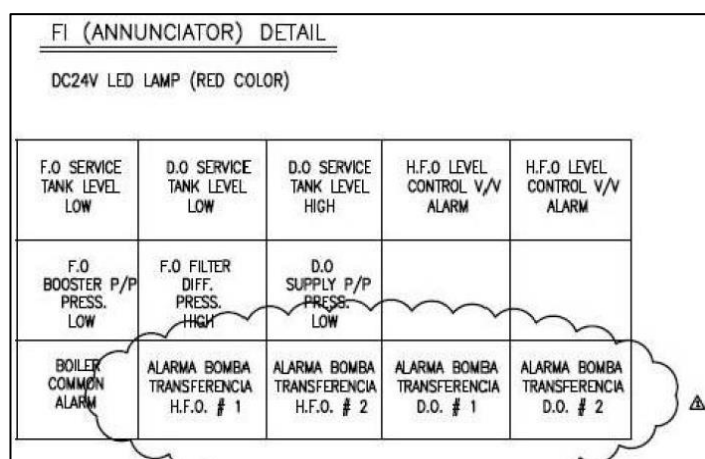 FI (ANNUNCIATOR) DETAIL
DC24V LED LAMP (RED COLOR)
F.O SERVICE
TANK LEVEL
LOW
D.O SERVICE
TANK LEVEL
LOW
D.O SERVICE
TANK LEVEL
HIGH
H.F.O LEVEL
CONTROL V/V
ALARM
H.F.O LEVEL
CONTROL V/V
ALARM
F.O
BOOSTER P/P
PRESS.
LOW
F.O FILTER
DIFF.
PRESS.
HIGH
D.O
SUPPLY P/P
PRESS.
LOW
BOILER
COMMON
ALARM
ALARMA BOMBA
TRANSFERENCIA
H.F.O. # 1
ALARMA BOMBA
TRANSFERENCIA
H.F.O. # 2
ALARMA BOMBA
TRANSFERENCIA
D.O. # 1
ALARMA BOMBA
TRANSFERENCIA
D.O. # 2